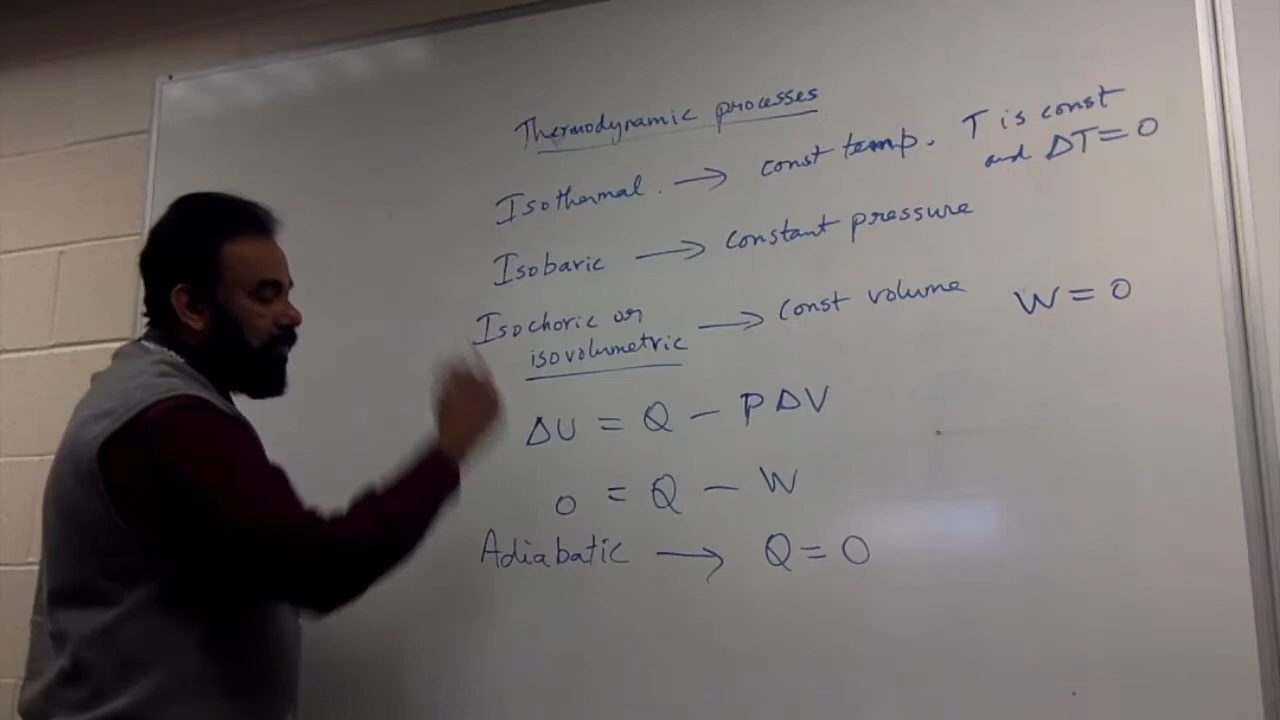 Thermodynamic processes
Isothermal. → const temp. T is const
and ΔT = 0
Isobaric → constant pressure
Isochoric or
isovolumetric → const volume W = 0
ΔU = Q - PΔV
0 = Q - W
Adiabatic → Q = 0